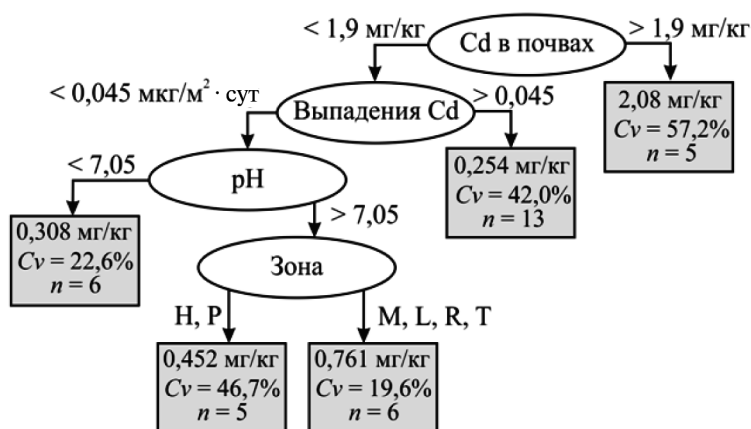 < 1,9 мг/кг
Cd в почвах
> 1,9 мг/кг
< 0,045 мкг/м² · сут
Выпадения Cd
> 0,045
2,08 мг/кг
Cv = 57,2%
n = 5
< 7,05
pH
> 7,05
0,254 мг/кг
Cv = 42,0%
n = 13
0,308 мг/кг
Cv = 22,6%
n = 6
Зона
H, P
M, L, R, T
0,452 мг/кг
Cv = 46,7%
n = 5
0,761 мг/кг
Cv = 19,6%
n = 6